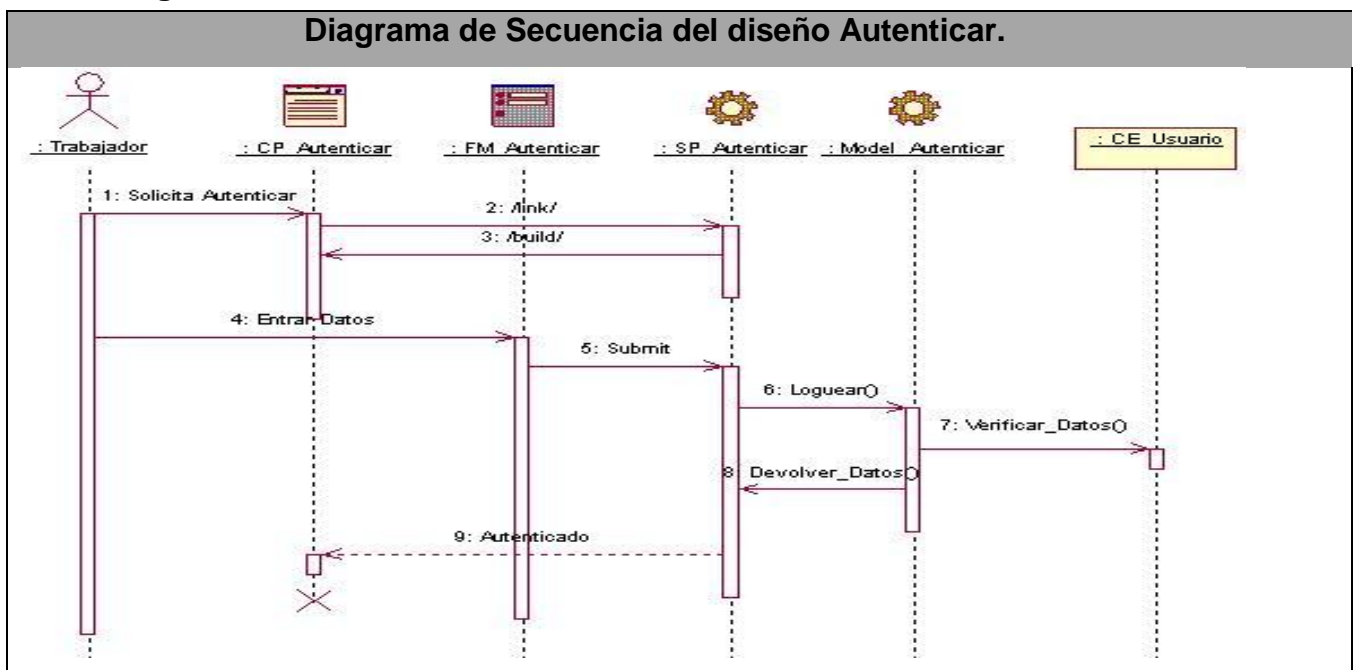 Diagrama de Secuencia del diseño Autenticar.
: Trabajador
: CP_Autenticar
: FM_Autenticar
: SP_Autenticar
: Model_Autenticar
: CE_Usuario
1: Solicita Autenticar
2: /link/
3: /build/
4: Entrar Datos
5: Submit
6: Loguear()
7: Verificar_Datos()
8: Devolver_Datos()
9: Autenticado